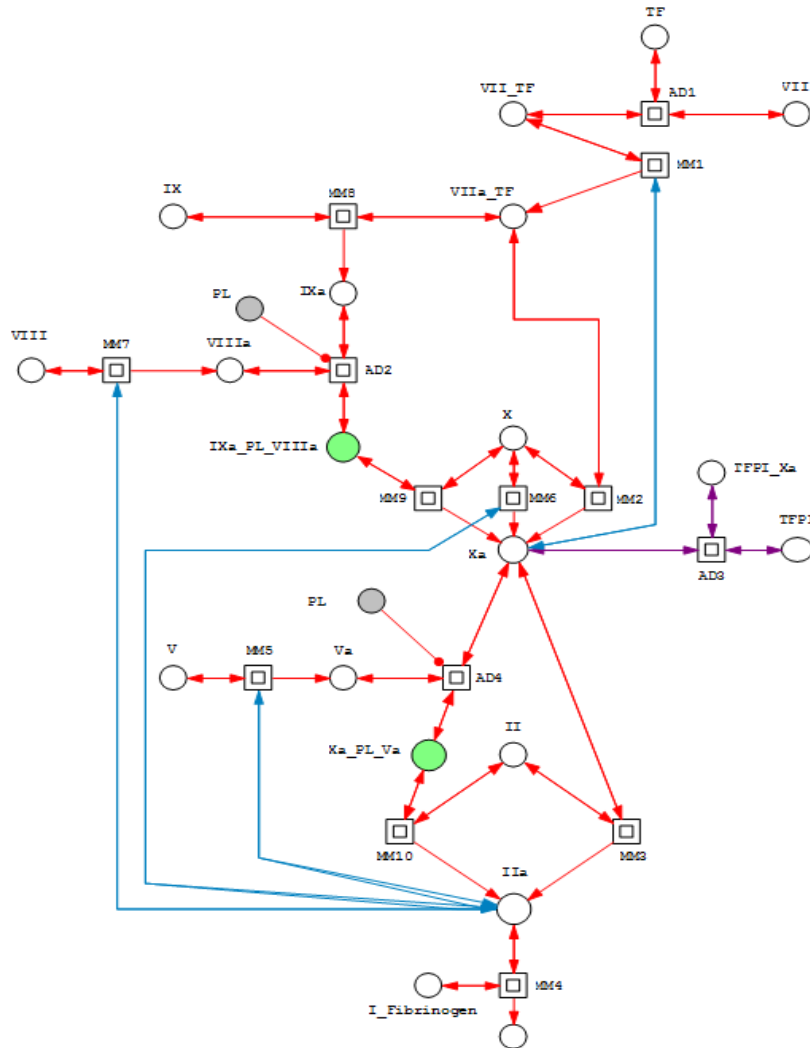 TF
VII_TF
AD1
VII
MM1
IX
MM8
VIIa_TF
PL
IXa
VIII
MM7
VIIIa
AD2
X
IXa_PL_VIIIa
TFPI_Xa
MM9
MM6
MM2
TFPI
Xa
AD3
PL
V
MM5
Va
AD4
Xa_PL_Va
II
MM10
MM3
IIa
MM4
I_Fibrinogen